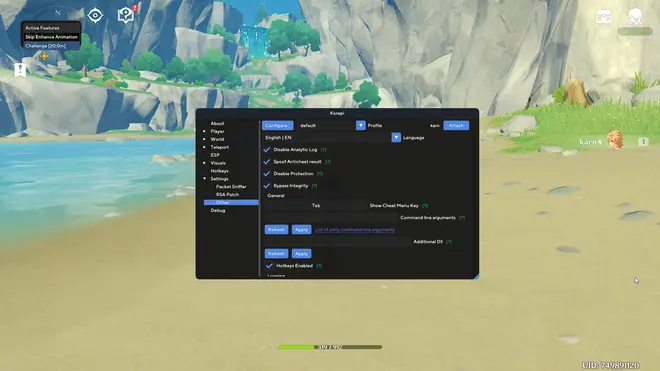 N
Active Features
Skip Enhance Animation
Challenge [20.0m]
Korepi
About
Player
World
Teleport
ESP
Visuals
Hotkeys
Settings
Packet Sniffer
RSA Patch
Other
Debug
Configure... default Profile karn Attach
English | EN Language
Disable Analytic Log (?)
Spoof Anticheat result (?)
Disable Protection (?)
Bypass Integrity (?)
General
Tab Show Cheat Menu Key (?)
Command line arguments (?)
Refresh Apply List of unity command line arguments
Additional Dll (?)
Refresh Apply
Hotkeys Enabled (?)
Logging
karn 1
UID: 749891120